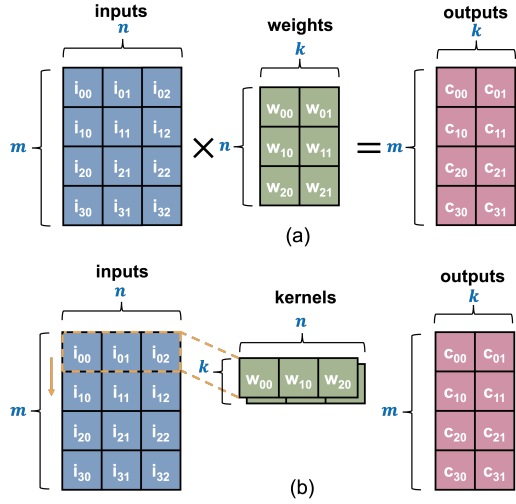 inputs
weights
outputs
n
k
k
i00 i01 i02
w00 w01
c00 c01
i10 i11 i12
w10 w11
c10 c11
m
×
n
=
m
i20 i21 i22
w20 w21
c20 c21
i30 i31 i32
c30 c31
(a)
inputs
kernels
outputs
n
n
k
i00 i01 i02
k
w00 w10 w20
c00 c01
i10 i11 i12
c10 c11
m
m
i20 i21 i22
c20 c21
i30 i31 i32
c30 c31
(b)